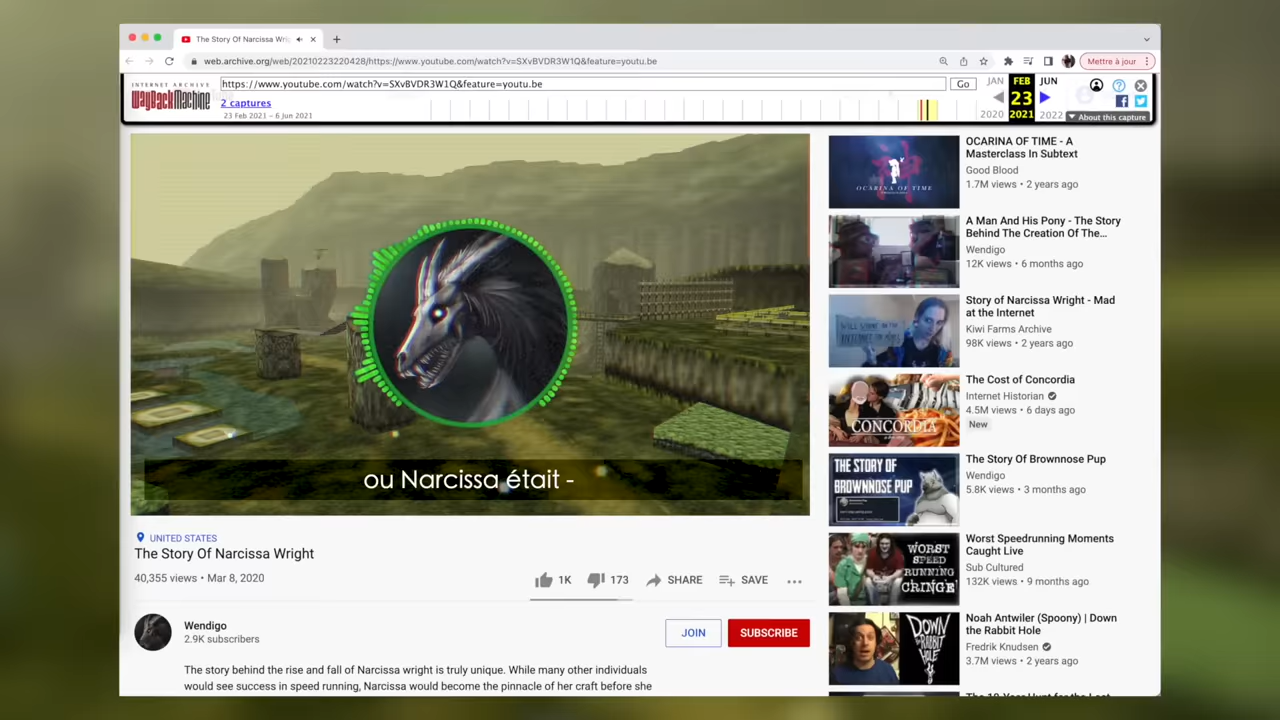 The Story Of Narcissa Wri
web.archive.org/web/20210223220428/https://www.youtube.com/watch?v=SXvBVDR3W1Q&feature=youtu.be
Mettre à jour
INTERNET ARCHIVE
WayBackMachine
https://www.youtube.com/watch?v=SXvBVDR3W1Q&feature=youtu.be
Go
JAN FEB JUN
2 captures
23
23 Feb 2021 – 6 Jun 2021
2020 2021 2022
About this capture
ou Narcissa était -
UNITED STATES
The Story Of Narcissa Wright
40,355 views • Mar 8, 2020
1K 173 SHARE SAVE
Wendigo
2.9K subscribers
JOIN SUBSCRIBE
The story behind the rise and fall of Narcissa wright is truly unique. While many other individuals
would see success in speed running, Narcissa would become the pinnacle of her craft before she
OCARINA OF TIME
OCARINA OF TIME - A
Masterclass In Subtext
Good Blood
1.7M views • 2 years ago
A Man And His Pony - The Story
Behind The Creation Of The...
Wendigo
12K views • 6 months ago
Story of Narcissa Wright - Mad
at the Internet
Kiwi Farms Archive
98K views • 2 years ago
CONCORDIA
The Cost of Concordia
Internet Historian
4.5M views • 6 days ago
New
THE STORY OF
BROWNNOSE PUP
The Story Of Brownnose Pup
Wendigo
5.8K views • 3 months ago
WORST
SPEED
RUNNING
CRINGE!
Worst Speedrunning Moments
Caught Live
Sub Cultured
132K views • 9 months ago
DOWN
THE
RABBIT
HOLE
Noah Antwiler (Spoony) | Down
the Rabbit Hole
Fredrik Knudsen
3.7M views • 2 years ago